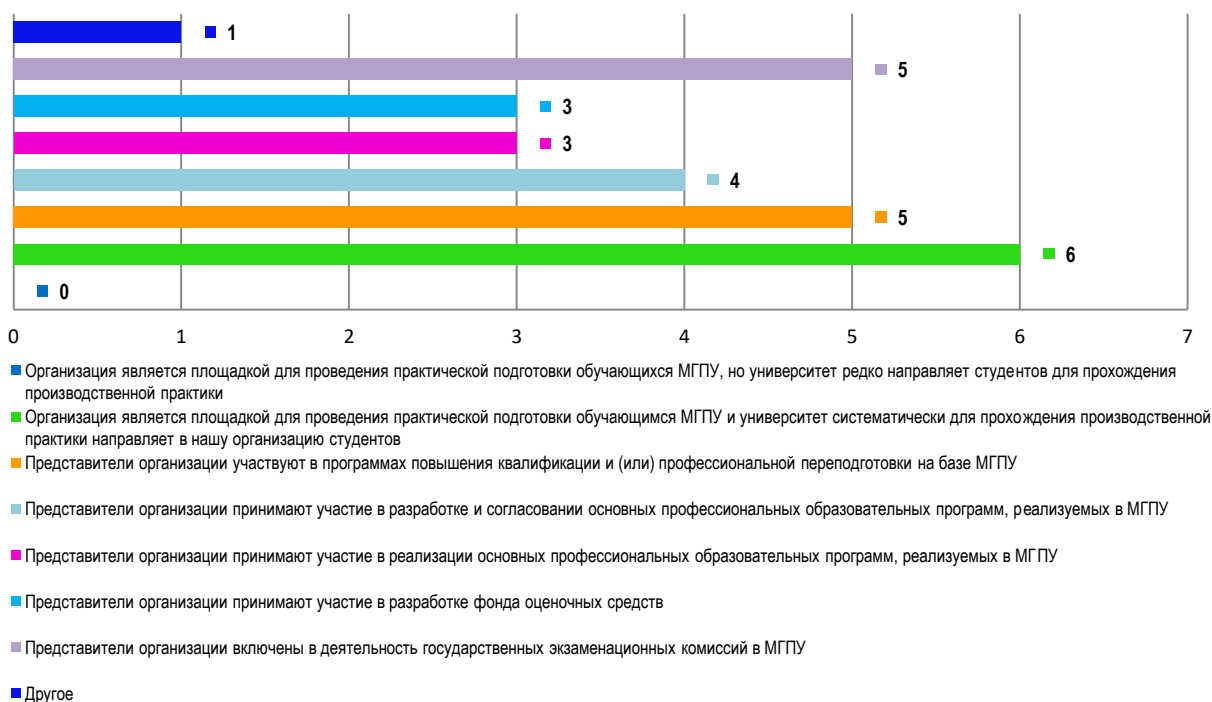 1
5
3
3
4
5
6
0
0 1 2 3 4 5 6 7
Организация является площадкой для проведения практической подготовки обучающихся МГПУ, но университет редко направляет студентов для прохождения
производственной практики
Организация является площадкой для проведения практической подготовки обучающимся МГПУ и университет систематически для прохождения производственной
практики направляет в нашу организацию студентов
Представители организации участвуют в программах повышения квалификации и (или) профессиональной переподготовки на базе МГПУ
Представители организации принимают участие в разработке и согласовании основных профессиональных образовательных программ, реализуемых в МГПУ
Представители организации принимают участие в реализации основных профессиональных образовательных программ, реализуемых в МГПУ
Представители организации принимают участие в разработке фонда оценочных средств
Представители организации включены в деятельность государственных экзаменационных комиссий в МГПУ
Другое